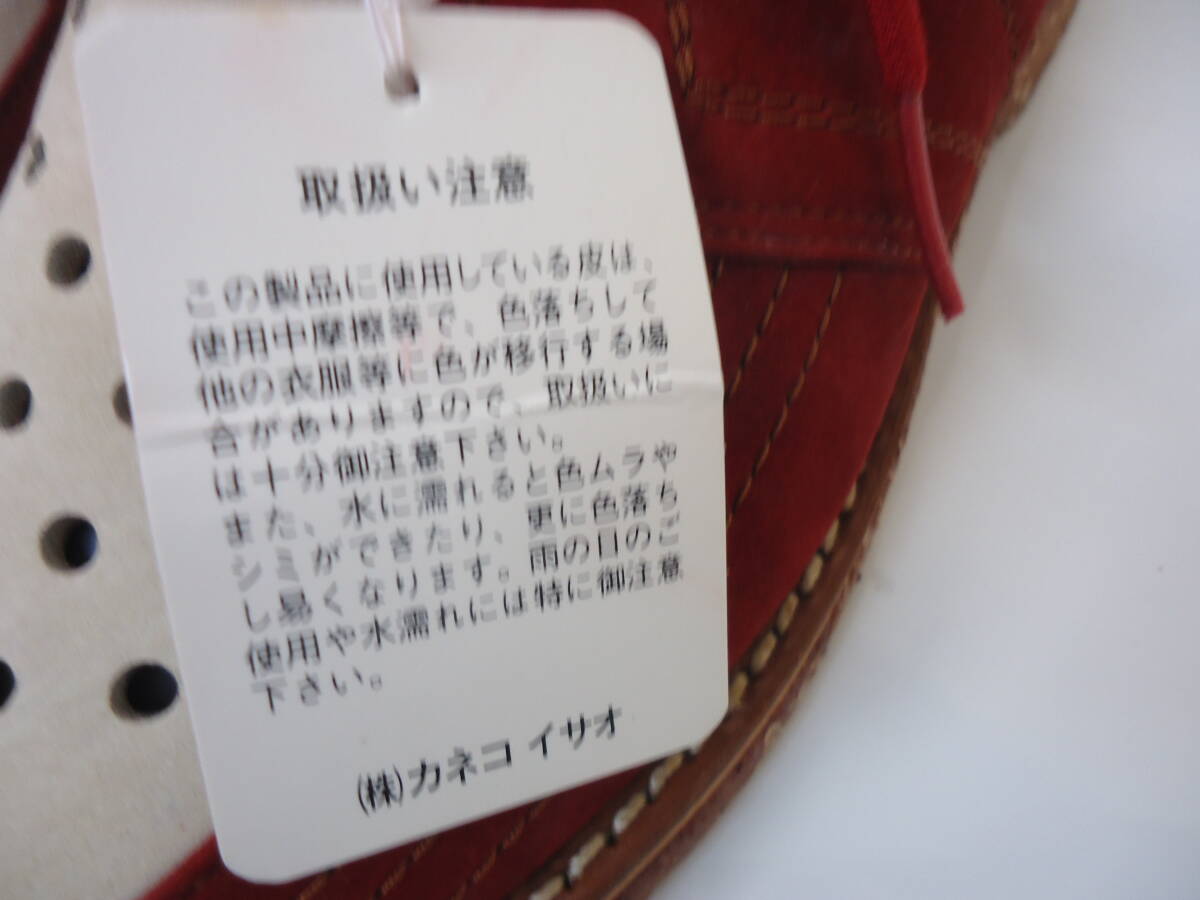 取扱い注意
この製品に使用している皮は、
使用中摩擦等で、色落ちして
他の衣服等に色が移行する場
合がありますので、取扱いに
は十分御注意下さい。
また、水に濡れると色ムラや
シミができたり、更に色落ち
し易くなります。雨の日のご
使用や水濡れには特に御注意
下さい。
(株)カネコ イサオ